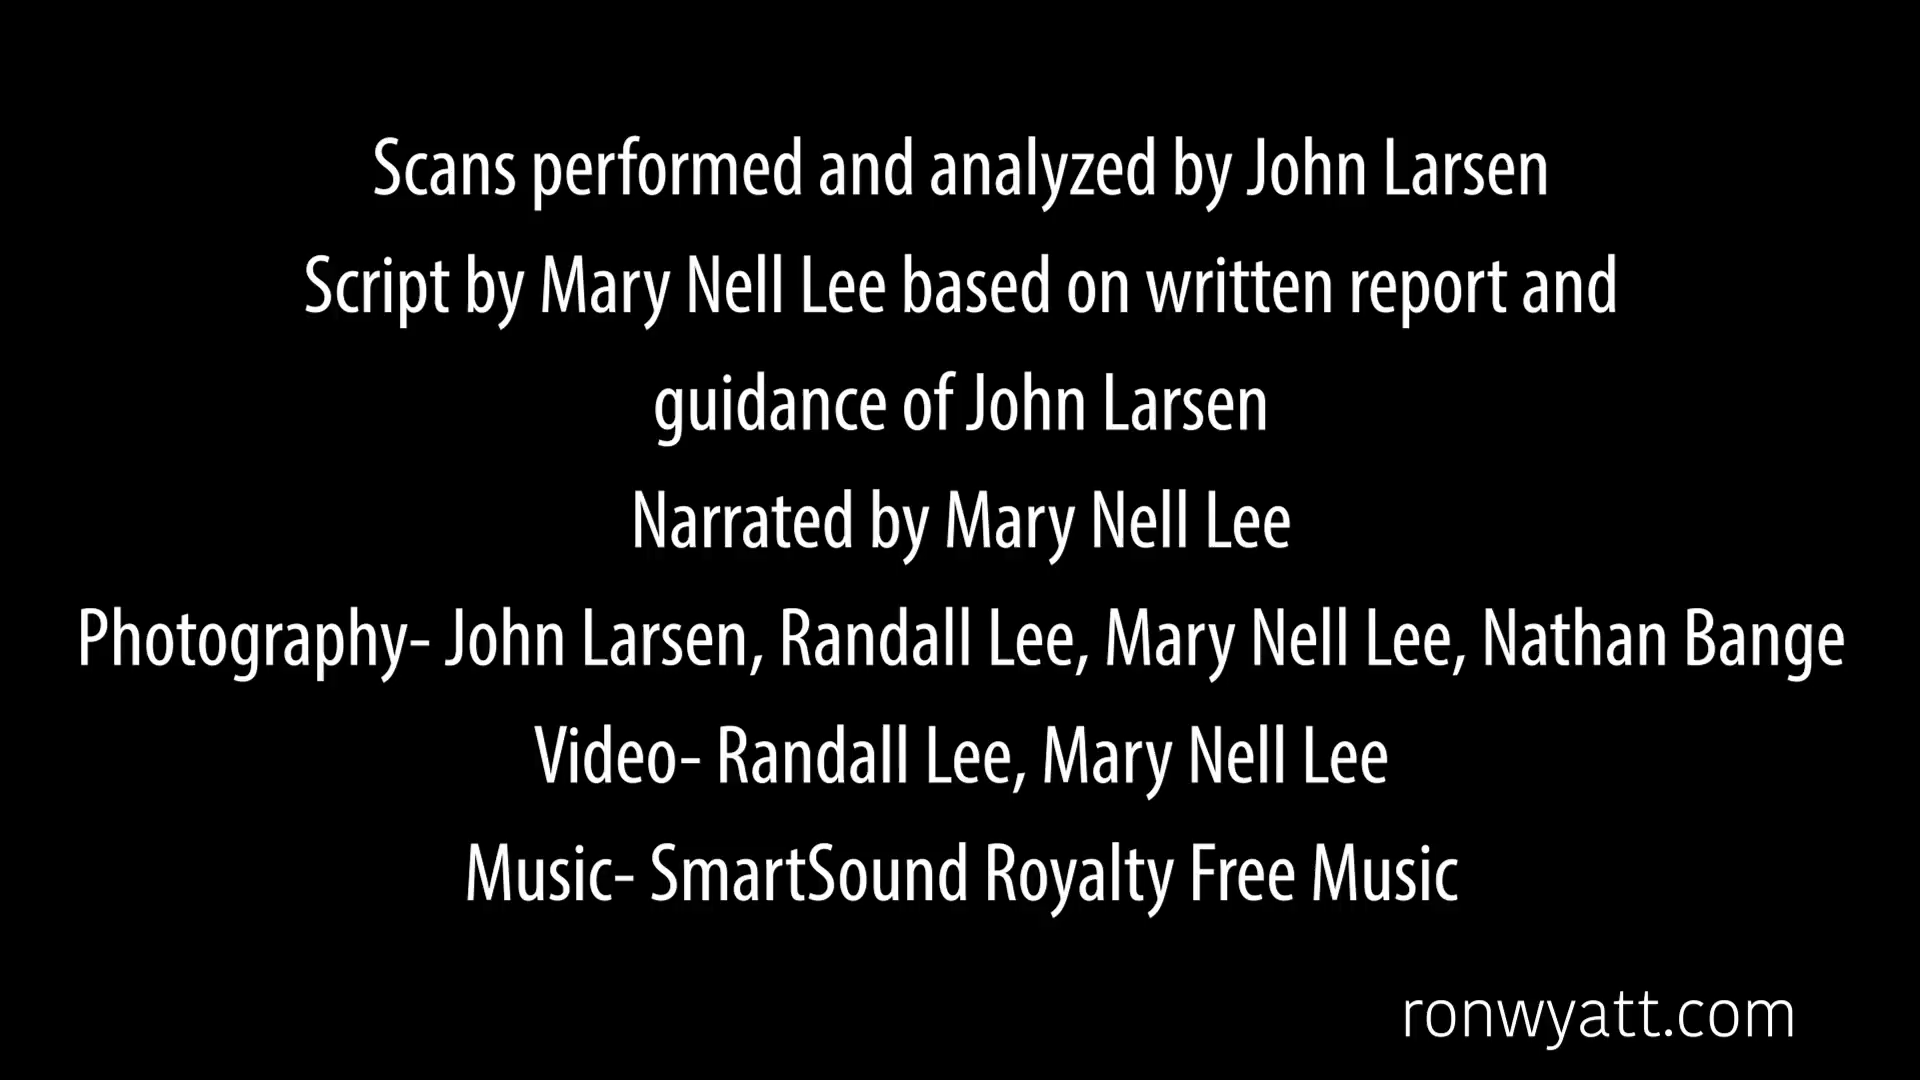 Scans performed and analyzed by John Larsen
Script by Mary Nell Lee based on written report and
guidance of John Larsen
Narrated by Mary Nell Lee
Photography- John Larsen, Randall Lee, Mary Nell Lee, Nathan Bange
Video- Randall Lee, Mary Nell Lee
Music- SmartSound Royalty Free Music
ronwyatt.com